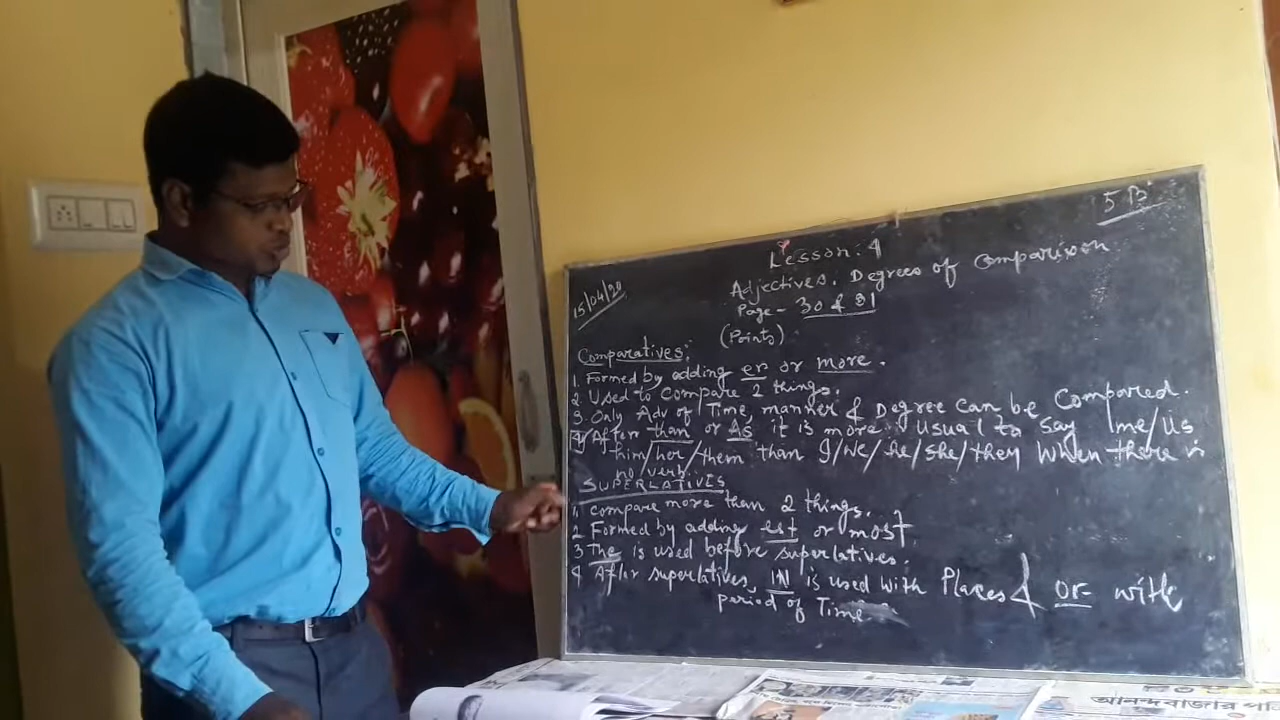 5 B
Lesson: 4
15/04/20
Adjectives. Degrees of Comparison
Page - 30 & 31
(Points)
Comparatives:
1. Formed by adding er or more.
2. Used to compare 2 things.
3. Only Adv of Time, manner & Degree can be Compared.
4. After than or As it is more usual to say me/us
him/her/them than I/we/he/she/they when there is
no verb.
SUPERLATIVES
1. compare more than 2 things.
2 Formed by adding est or most
3 The is used before superlatives.
4 After superlatives, IN is used with Places & or with
period of Time
আনন্দবাজার